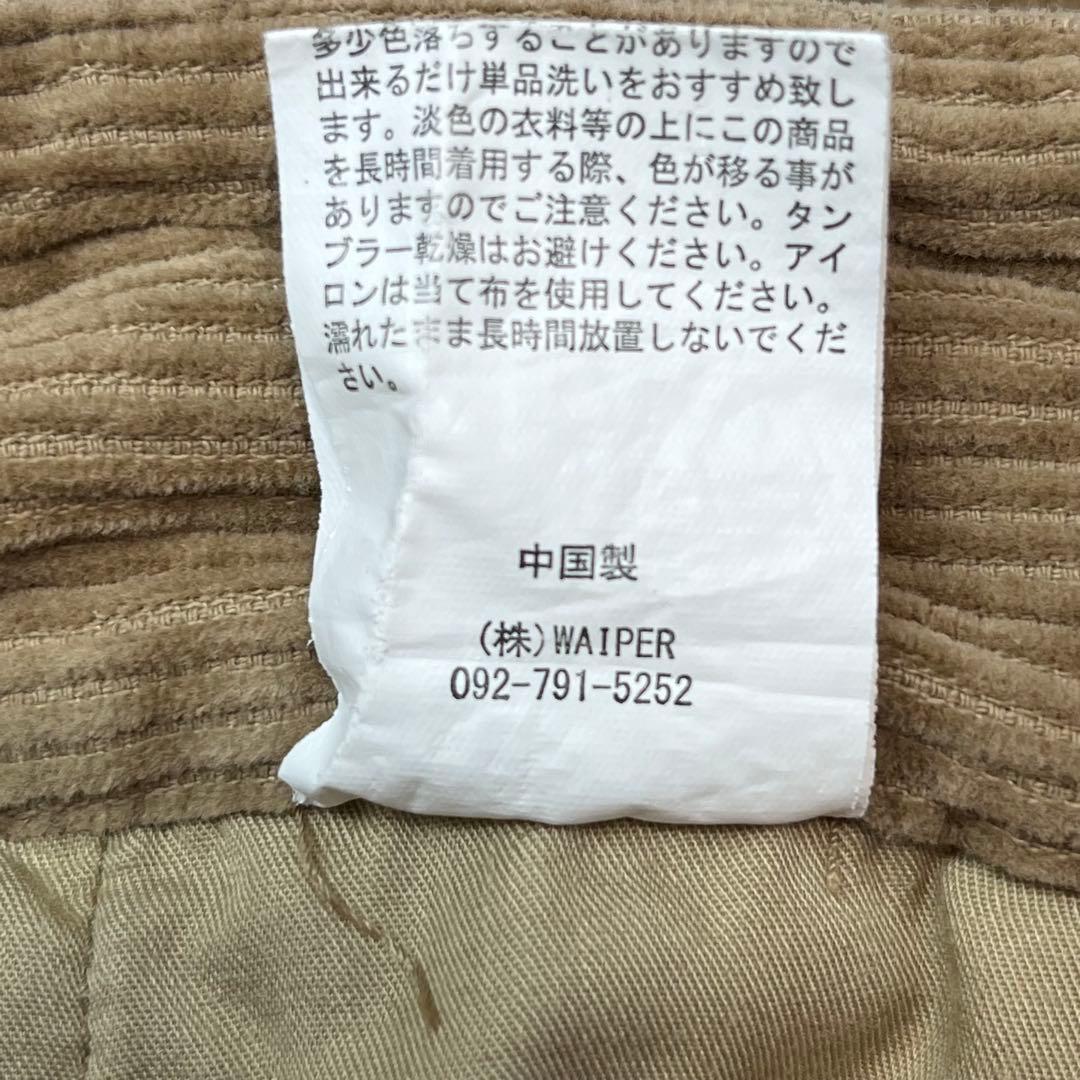 多少色落ちすることがありますので
出来るだけ単品洗いをおすすめ致し
ます。淡色の衣料等の上にこの商品
を長時間着用する際、色が移る事が
ありますのでご注意ください。タン
ブラー乾燥はお避けください。アイ
ロンは当て布を使用してください。
濡れたまま長時間放置しないでくだ
さい。
中国製
(株)WAIPER
092-791-5252